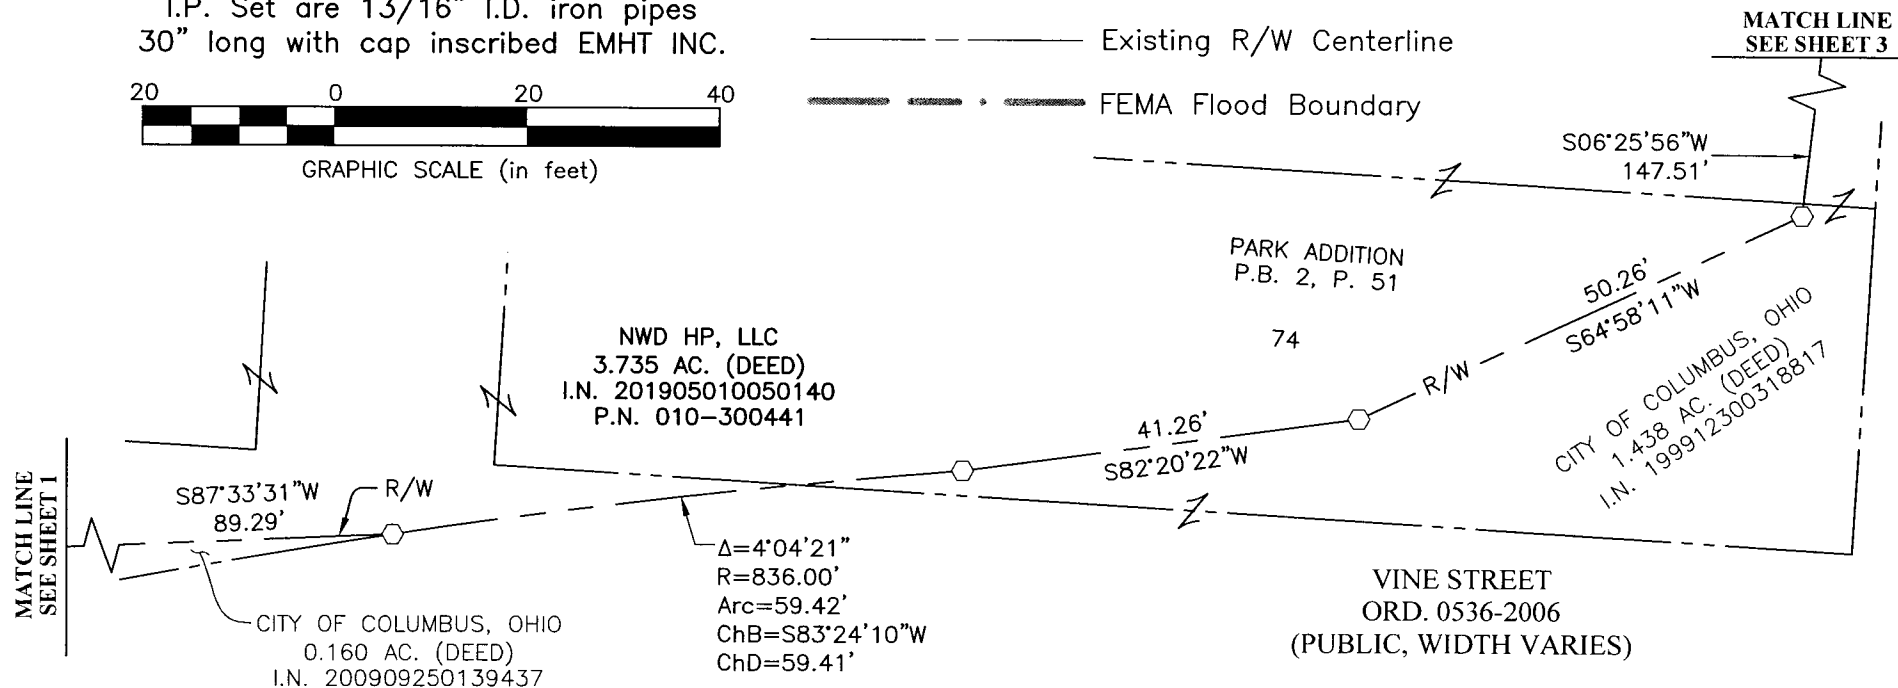 I.P. Set are 13/16" I.D. iron pipes
30" long with cap inscribed EMHT INC.
20 0 20 40
GRAPHIC SCALE (in feet)
Existing R/W Centerline
FEMA Flood Boundary
MATCH LINE
SEE SHEET 3
S06°25'56"W
147.51'
PARK ADDITION
P.B. 2, P. 51
74
50.26'
S64°58'11"W
R/W
CITY OF COLUMBUS, OHIO
1.438 AC. (DEED)
I.N. 199912300318817
NWD HP, LLC
3.735 AC. (DEED)
I.N. 201905010050140
P.N. 010-300441
41.26'
S82°20'22"W
MATCH LINE
SEE SHEET 1
S87°33'31"W
89.29'
R/W
Δ=4°04'21"
R=836.00'
Arc=59.42'
ChB=S83°24'10"W
ChD=59.41'
CITY OF COLUMBUS, OHIO
0.160 AC. (DEED)
I.N. 200909250139437
VINE STREET
ORD. 0536-2006
(PUBLIC, WIDTH VARIES)